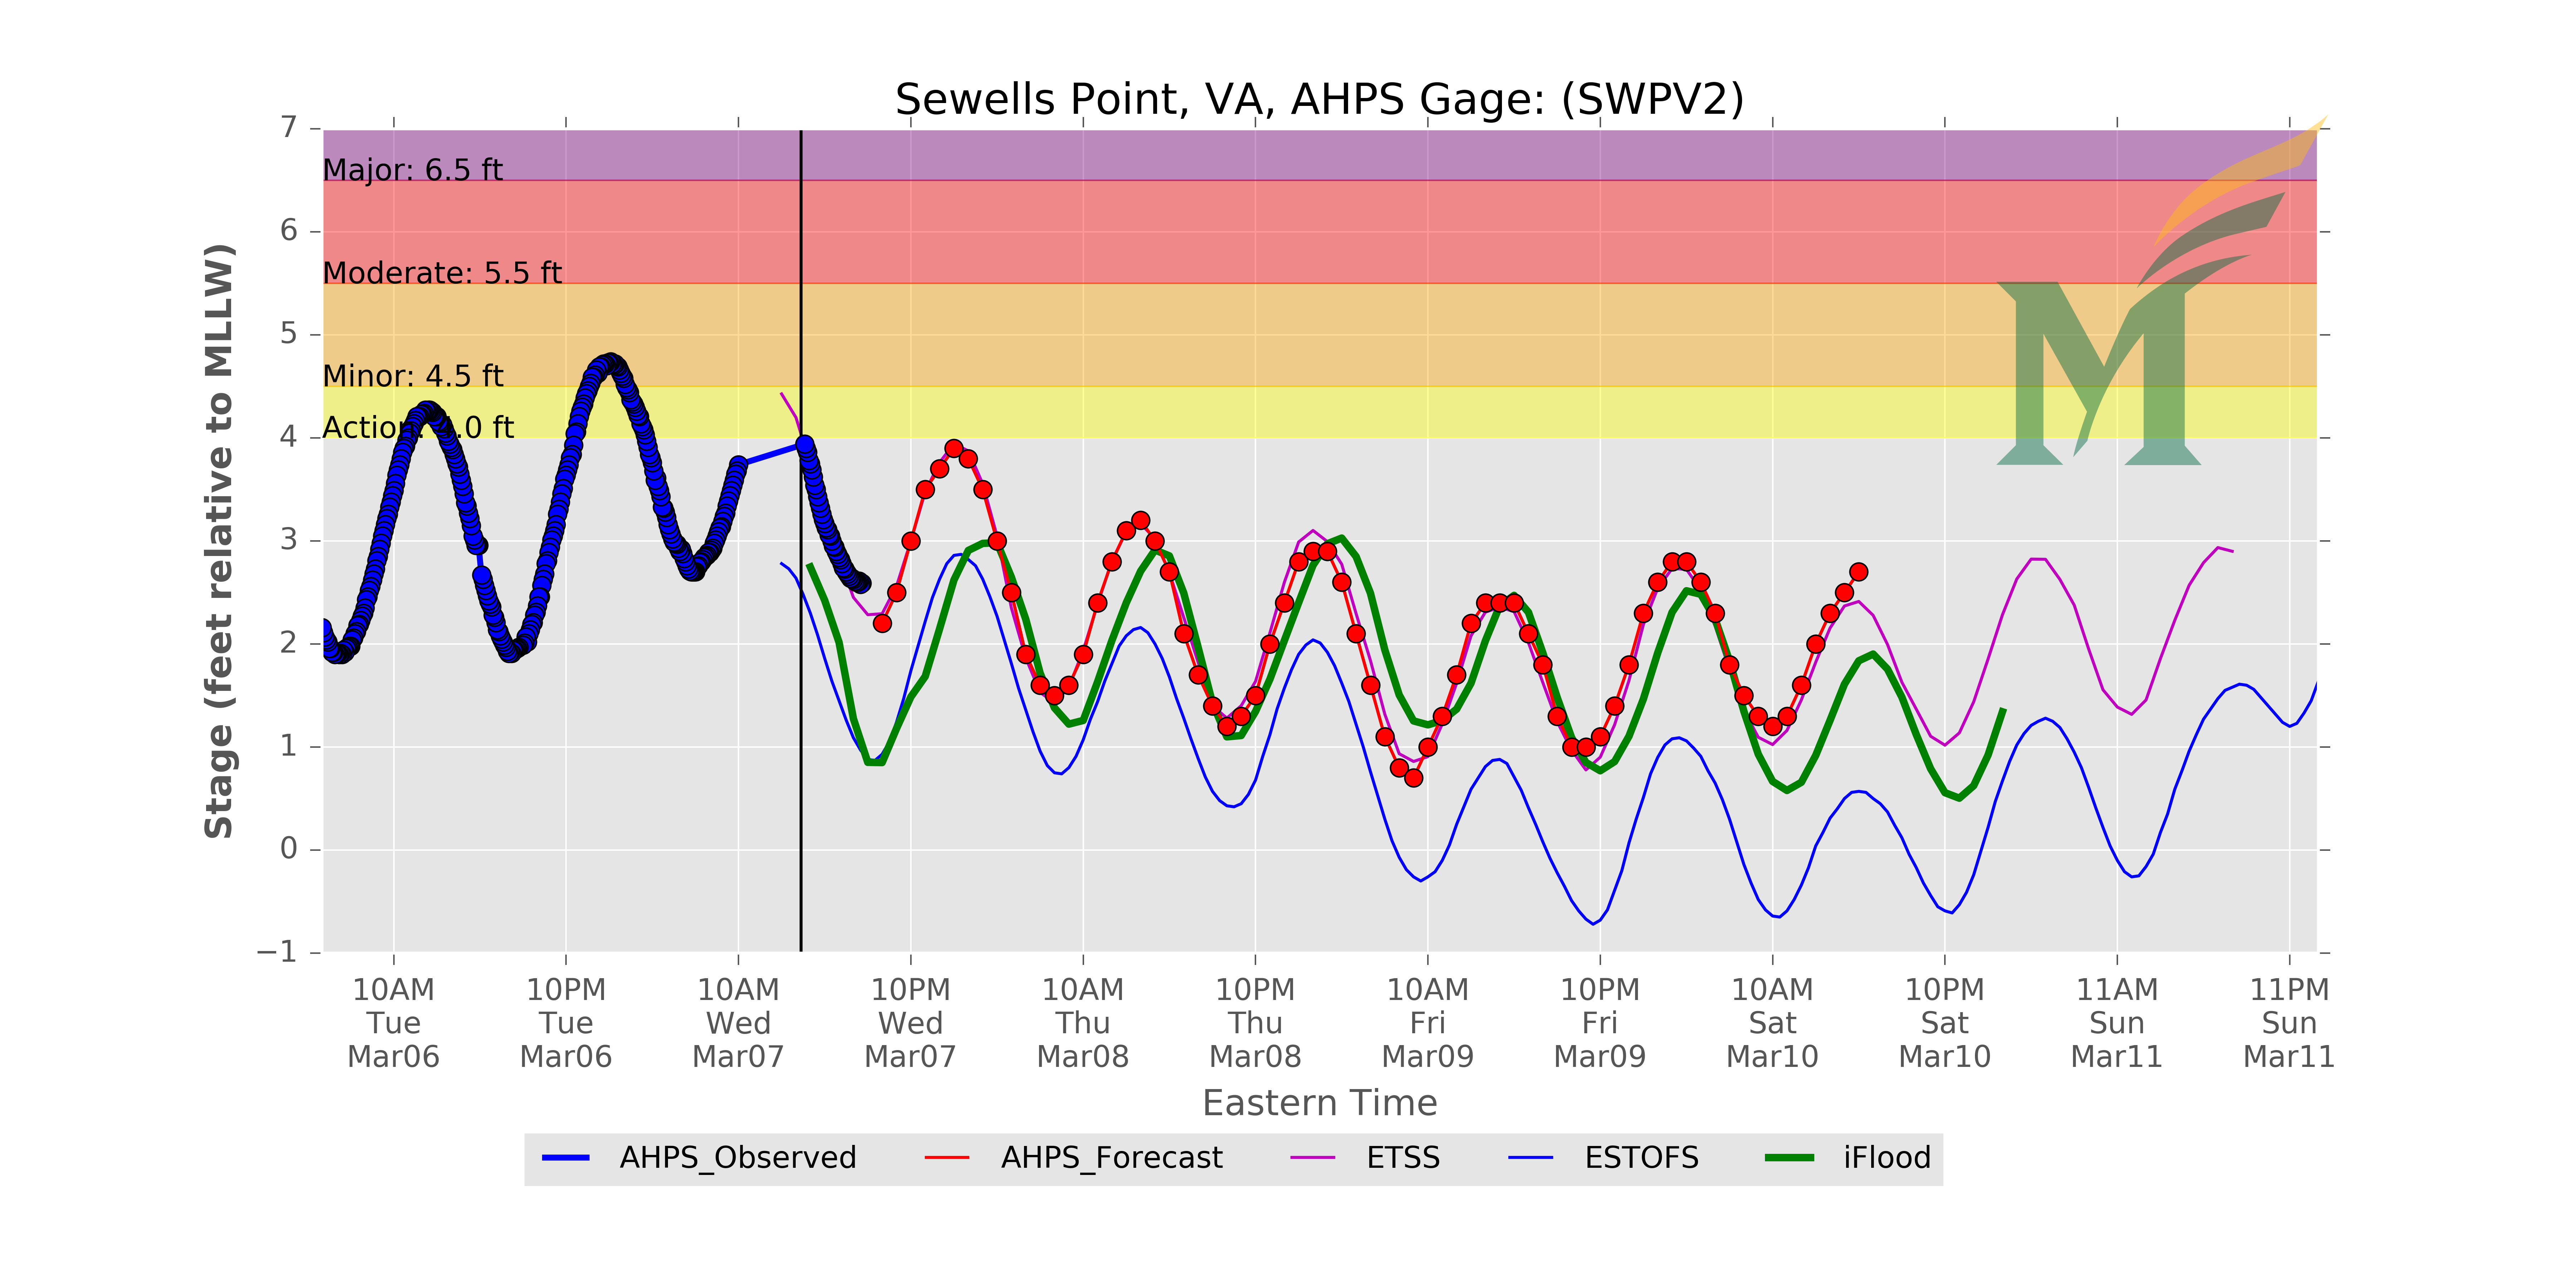 Sewells Point, VA, AHPS Gage: (SWPV2)
7
6
5
4
3
2
1
0
−1
Stage (feet relative to MLLW)
Major: 6.5 ft
Moderate: 5.5 ft
Minor: 4.5 ft
Action: 4.0 ft
10AM 10PM 10AM 10PM 10AM 10PM 10AM 10PM 10AM 10PM 11AM 11PM
Tue Tue Wed Wed Thu Thu Fri Fri Sat Sat Sun Sun
Mar06 Mar06 Mar07 Mar07 Mar08 Mar08 Mar09 Mar09 Mar10 Mar10 Mar11 Mar11
Eastern Time
AHPS_Observed AHPS_Forecast ETSS ESTOFS iFlood
M